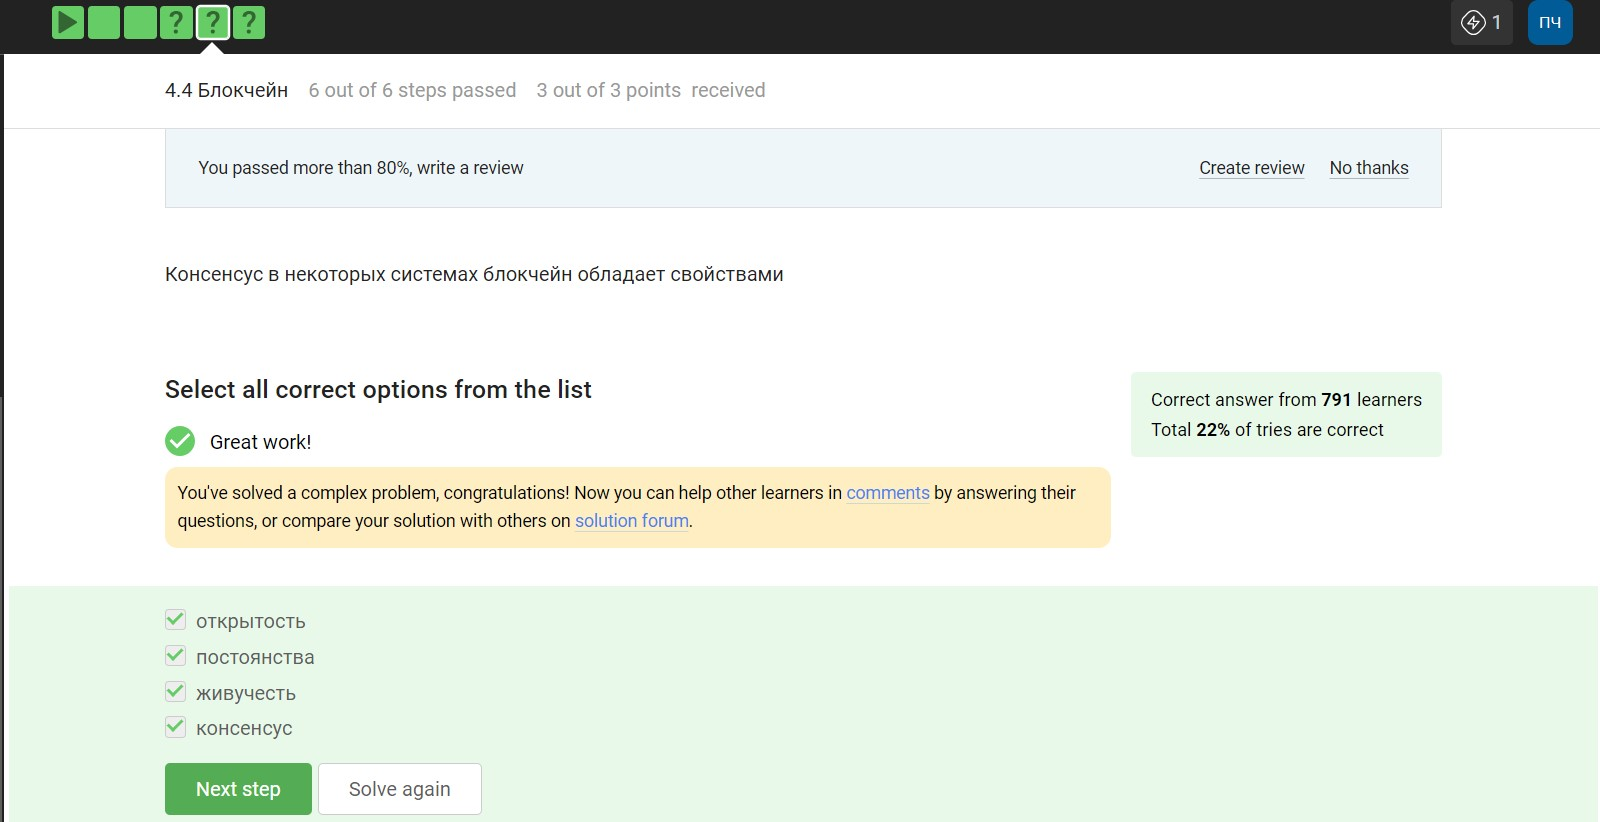 ? ? ?
1
ПЧ
4.4 Блокчейн 6 out of 6 steps passed 3 out of 3 points received
You passed more than 80%, write a review
Create review No thanks
Консенсус в некоторых системах блокчейн обладает свойствами
Select all correct options from the list
Correct answer from 791 learners
Total 22% of tries are correct
Great work!
You've solved a complex problem, congratulations! Now you can help other learners in comments by answering their
questions, or compare your solution with others on solution forum.
открытость
постоянства
живучесть
консенсус
Next step Solve again